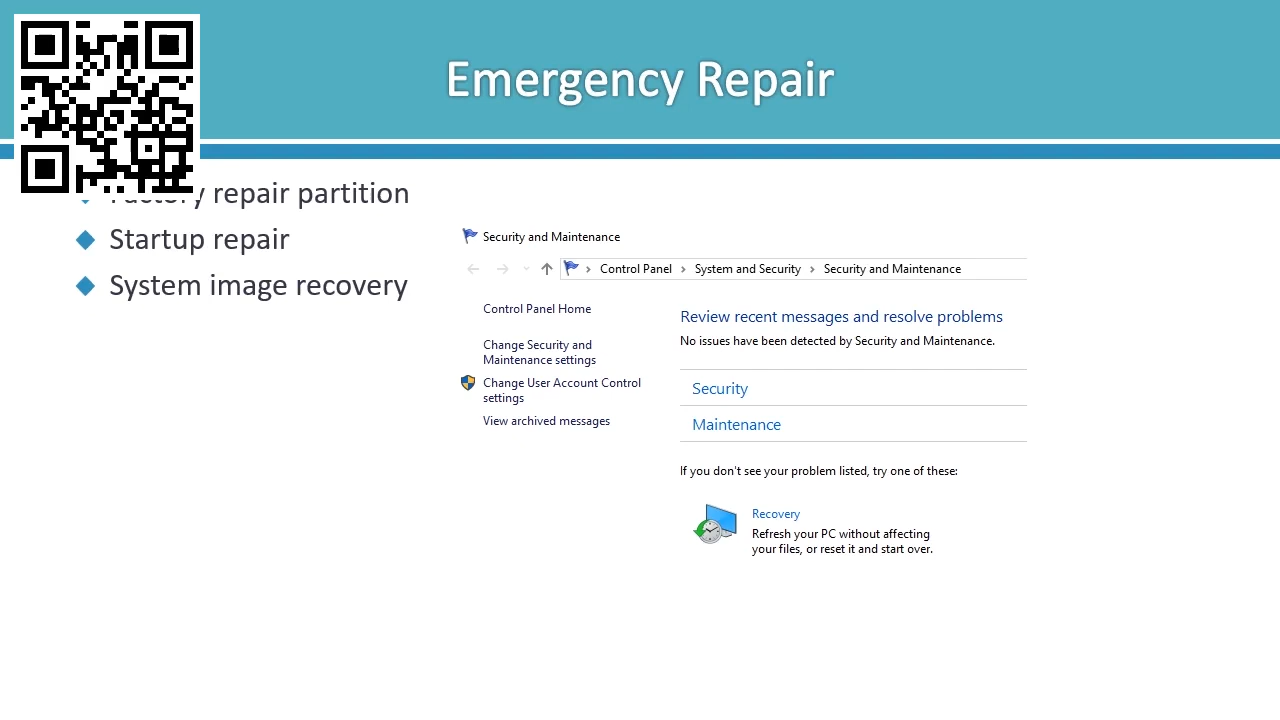 Emergency Repair
Factory repair partition
Startup repair
System image recovery
Security and Maintenance
Control Panel › System and Security › Security and Maintenance
Control Panel Home
Change Security and
Maintenance settings
Change User Account Control
settings
View archived messages
Review recent messages and resolve problems
No issues have been detected by Security and Maintenance.
Security
Maintenance
If you don't see your problem listed, try one of these:
Recovery
Refresh your PC without affecting
your files, or reset it and start over.